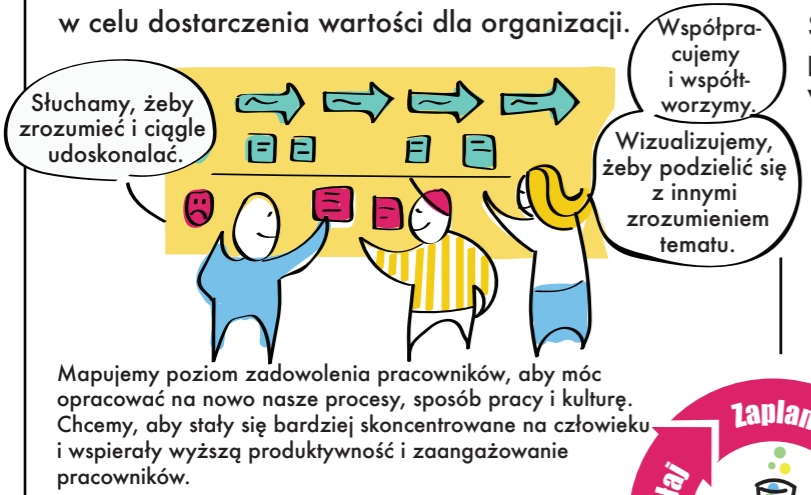 w celu dostarczenia wartości dla organizacji.
Słuchamy, żeby
zrozumieć i ciągle
udoskonalać.
Współpra-
cujemy
i współt-
worzymy.
Wizualizujemy,
żeby podzielić się
z innymi
zrozumieniem
tematu.
Mapujemy poziom zadowolenia pracowników, aby móc
opracować na nowo nasze procesy, sposób pracy i kulturę.
Chcemy, aby stały się bardziej skoncentrowane na człowieku
i wspierały wyższą produktywność i zaangażowanie
pracowników.
Zaplan